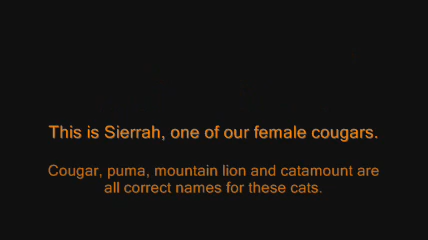 This is Sierrah, one of our female cougars.
Cougar, puma, mountain lion and catamount are
all correct names for these cats.